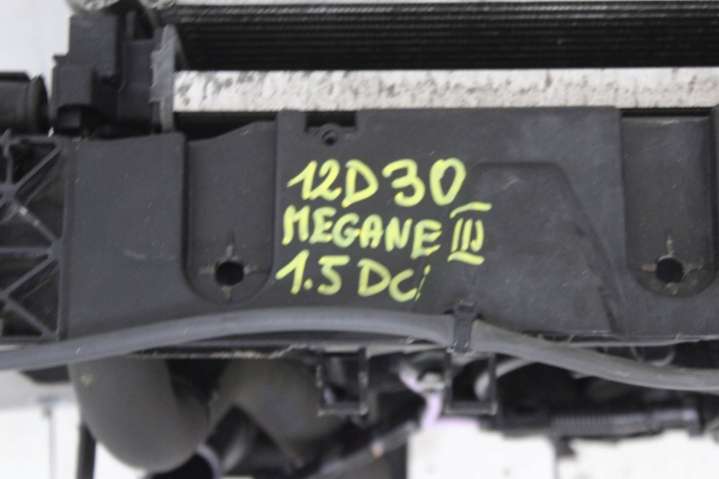 12D30
MEGANE III
1.5 DCi